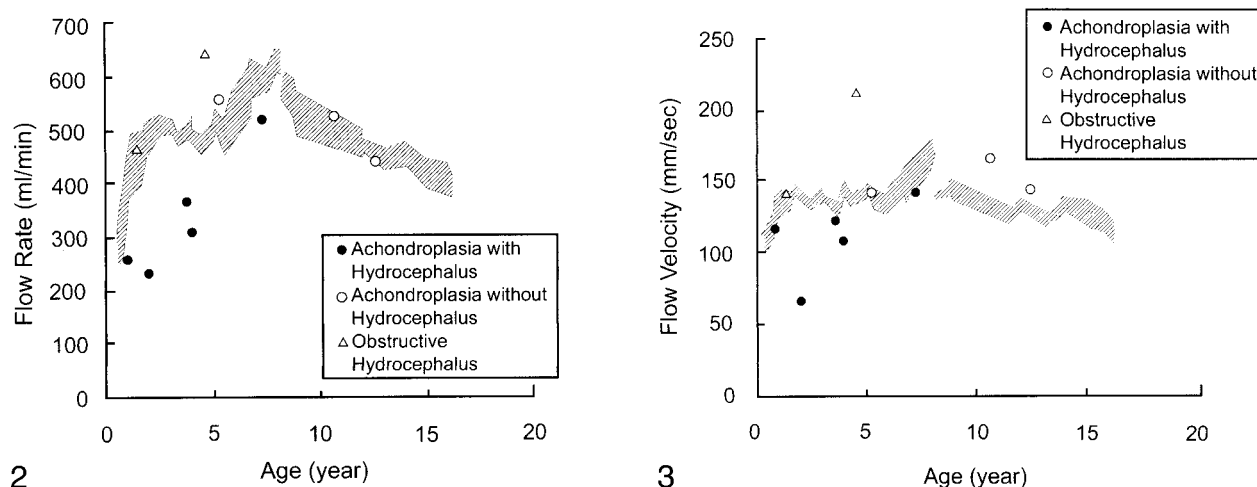 700
600
500
400
300
200
100
0
Flow Rate (ml/min)
Achondroplasia with
Hydrocephalus
Achondroplasia without
Hydrocephalus
Obstructive
Hydrocephalus
0 5 10 15 20
Age (year)
2
250
200
150
100
50
0
Flow Velocity (mm/sec)
Achondroplasia with
Hydrocephalus
Achondroplasia without
Hydrocephalus
Obstructive
Hydrocephalus
0 5 10 15 20
Age (year)
3